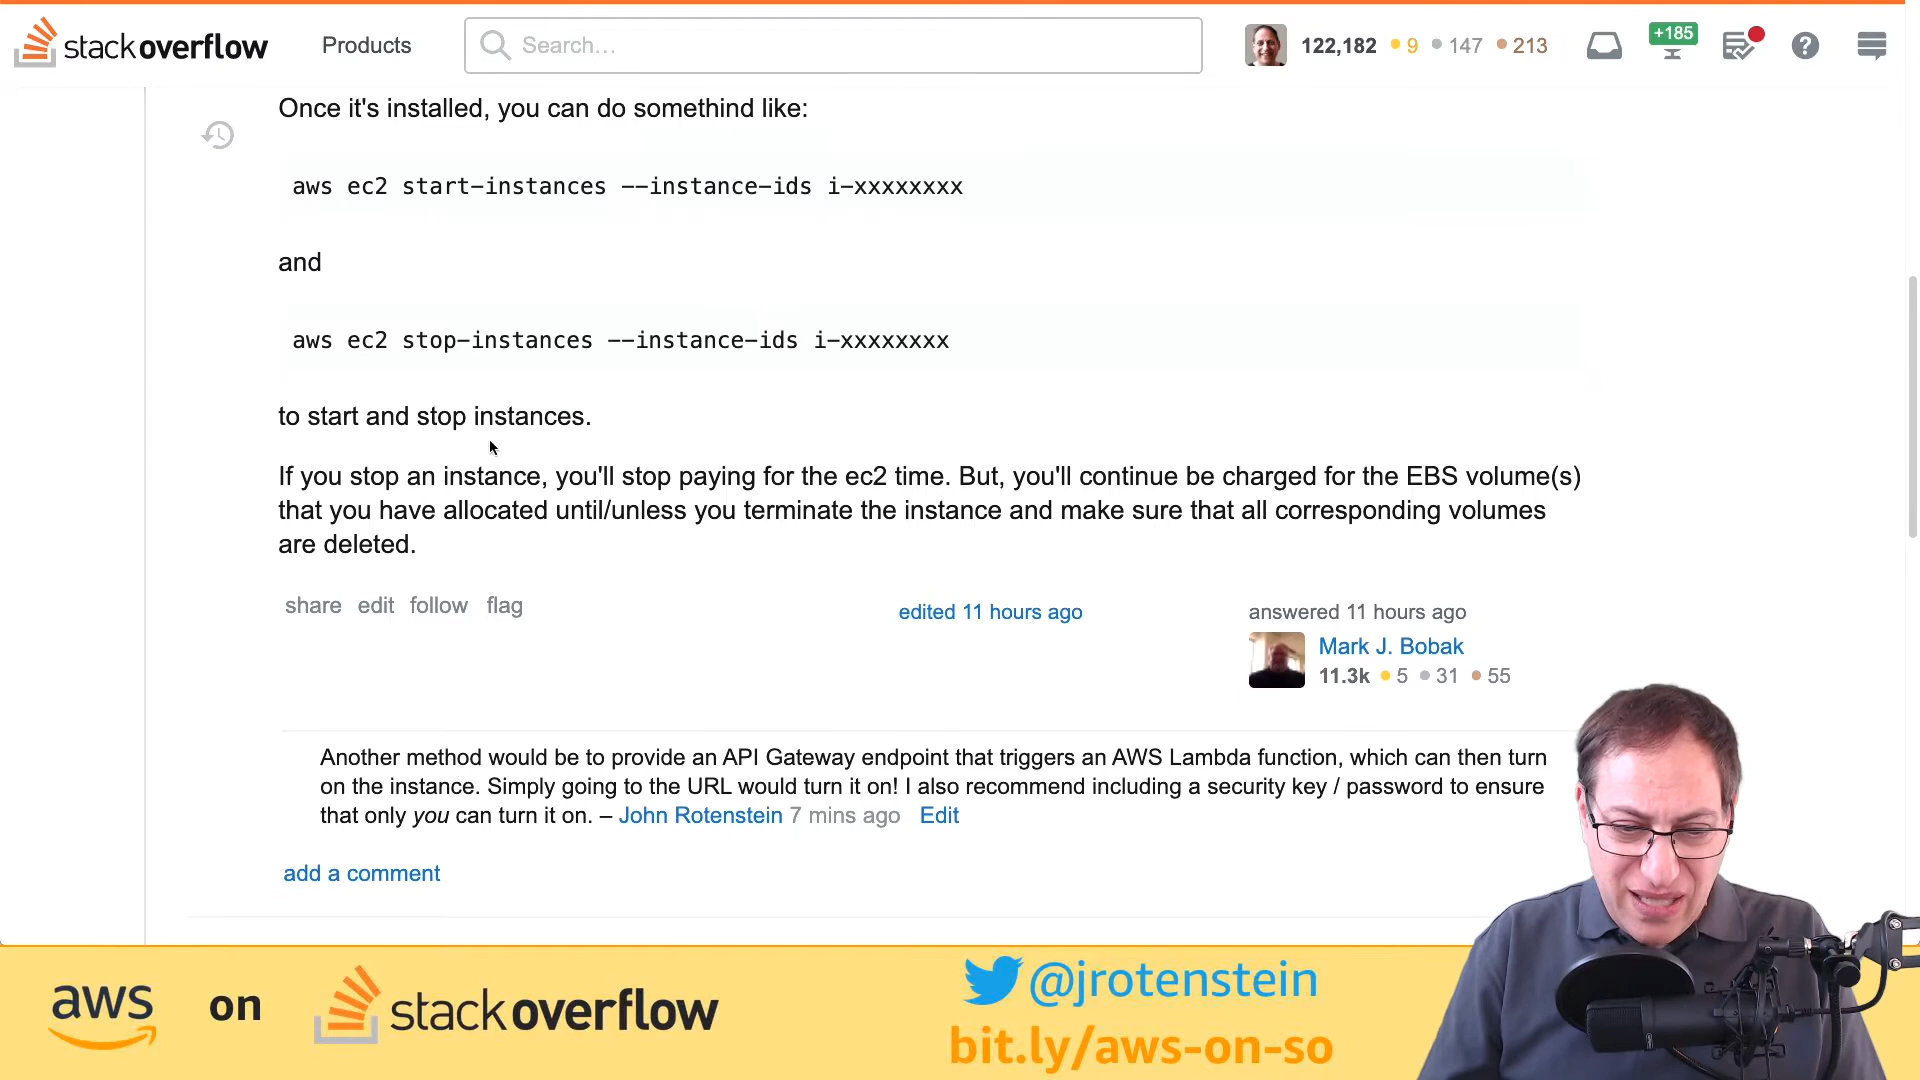 stackoverflow Products Search... 122,182 9 147 213 +185 ?
Once it's installed, you can do somethind like:
aws ec2 start-instances --instance-ids i-xxxxxxxx
and
aws ec2 stop-instances --instance-ids i-xxxxxxxx
to start and stop instances.
If you stop an instance, you'll stop paying for the ec2 time. But, you'll continue be charged for the EBS volume(s)
that you have allocated until/unless you terminate the instance and make sure that all corresponding volumes
are deleted.
share edit follow flag edited 11 hours ago answered 11 hours ago
Mark J. Bobak
11.3k 5 31 55
Another method would be to provide an API Gateway endpoint that triggers an AWS Lambda function, which can then turn
on the instance. Simply going to the URL would turn it on! I also recommend including a security key / password to ensure
that only you can turn it on. – John Rotenstein 7 mins ago Edit
add a comment
aws on stackoverflow @jrotenstein
bit.ly/aws-on-so